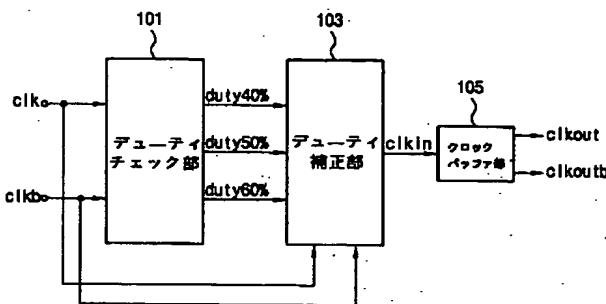 101
103
105
clk
clkb
デューティ
チェック部
duty40%
duty50%
duty60%
デューティ
補正部
clkin
クロック
バッファ部
clkout
clkoutb